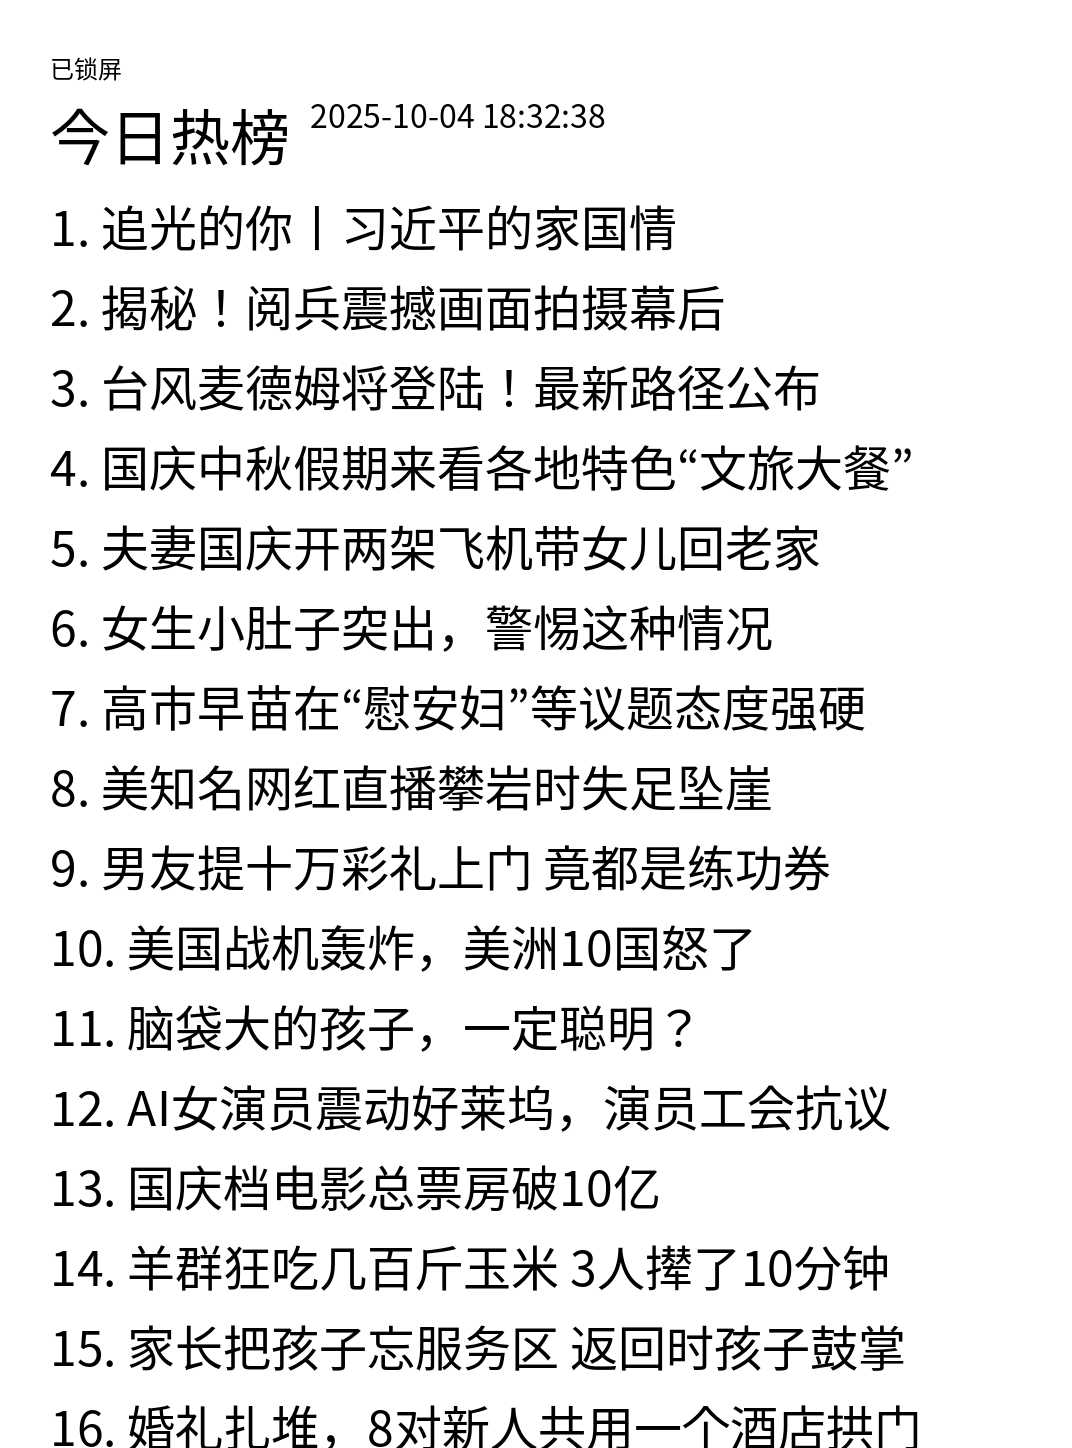 已锁屏
今日热榜 2025-10-04 18:32:38
1. 追光的你丨习近平的家国情
2. 揭秘！阅兵震撼画面拍摄幕后
3. 台风麦德姆将登陆！最新路径公布
4. 国庆中秋假期来看各地特色“文旅大餐”
5. 夫妻国庆开两架飞机带女儿回老家
6. 女生小肚子突出，警惕这种情况
7. 高市早苗在“慰安妇”等议题态度强硬
8. 美知名网红直播攀岩时失足坠崖
9. 男友提十万彩礼上门 竟都是练功券
10. 美国战机轰炸，美洲10国怒了
11. 脑袋大的孩子，一定聪明？
12. AI女演员震动好莱坞，演员工会抗议
13. 国庆档电影总票房破10亿
14. 羊群狂吃几百斤玉米 3人撵了10分钟
15. 家长把孩子忘服务区 返回时孩子鼓掌
16. 婚礼扎堆，8对新人共用一个酒店拱门